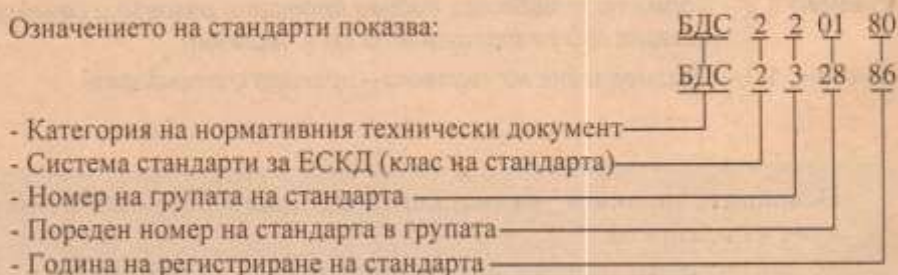 Означението на стандарти показва: БДС 2 2 01 80
БДС 2 3 28 86
- Категория на нормативния технически документ
- Система стандарти за ЕСКД (клас на стандарта)
- Номер на групата на стандарта
- Пореден номер на стандарта в групата
- Година на регистриране на стандарта